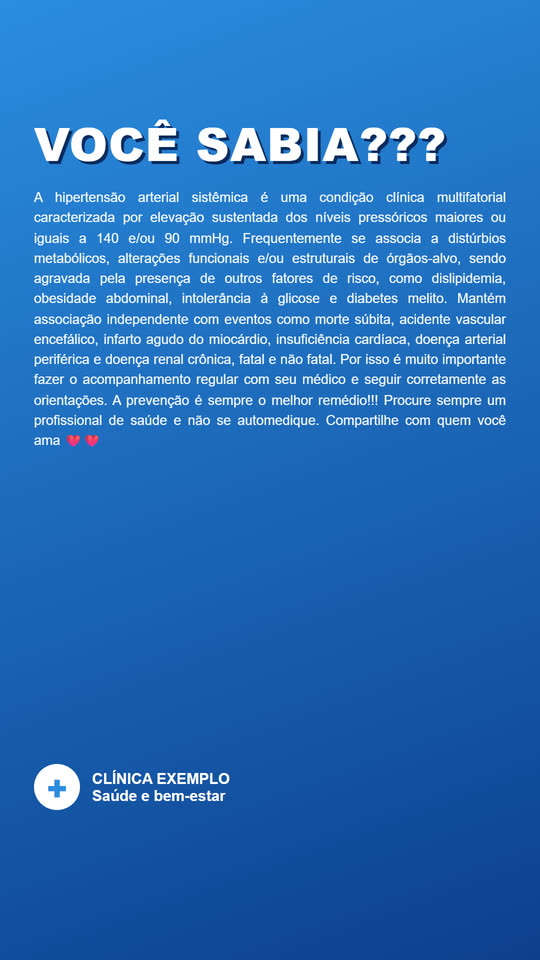 VOCÊ SABIA???
A hipertensão arterial sistêmica é uma condição clínica multifatorial
caracterizada por elevação sustentada dos níveis pressóricos maiores ou
iguais a 140 e/ou 90 mmHg. Frequentemente se associa a distúrbios
metabólicos, alterações funcionais e/ou estruturais de órgãos-alvo, sendo
agravada pela presença de outros fatores de risco, como dislipidemia,
obesidade abdominal, intolerância à glicose e diabetes melito. Mantém
associação independente com eventos como morte súbita, acidente vascular
encefálico, infarto agudo do miocárdio, insuficiência cardíaca, doença arterial
periférica e doença renal crônica, fatal e não fatal. Por isso é muito importante
fazer o acompanhamento regular com seu médico e seguir corretamente as
orientações. A prevenção é sempre o melhor remédio!!! Procure sempre um
profissional de saúde e não se automedique. Compartilhe com quem você
ama ❤️ ❤️
CLÍNICA EXEMPLO
Saúde e bem-estar